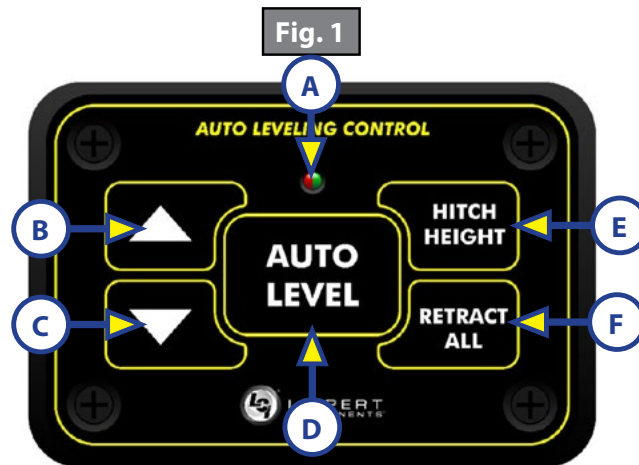 Fig. 1
A
AUTO LEVELING CONTROL
B
HITCH
HEIGHT
E
AUTO
LEVEL
C
RETRACT
ALL
F
D